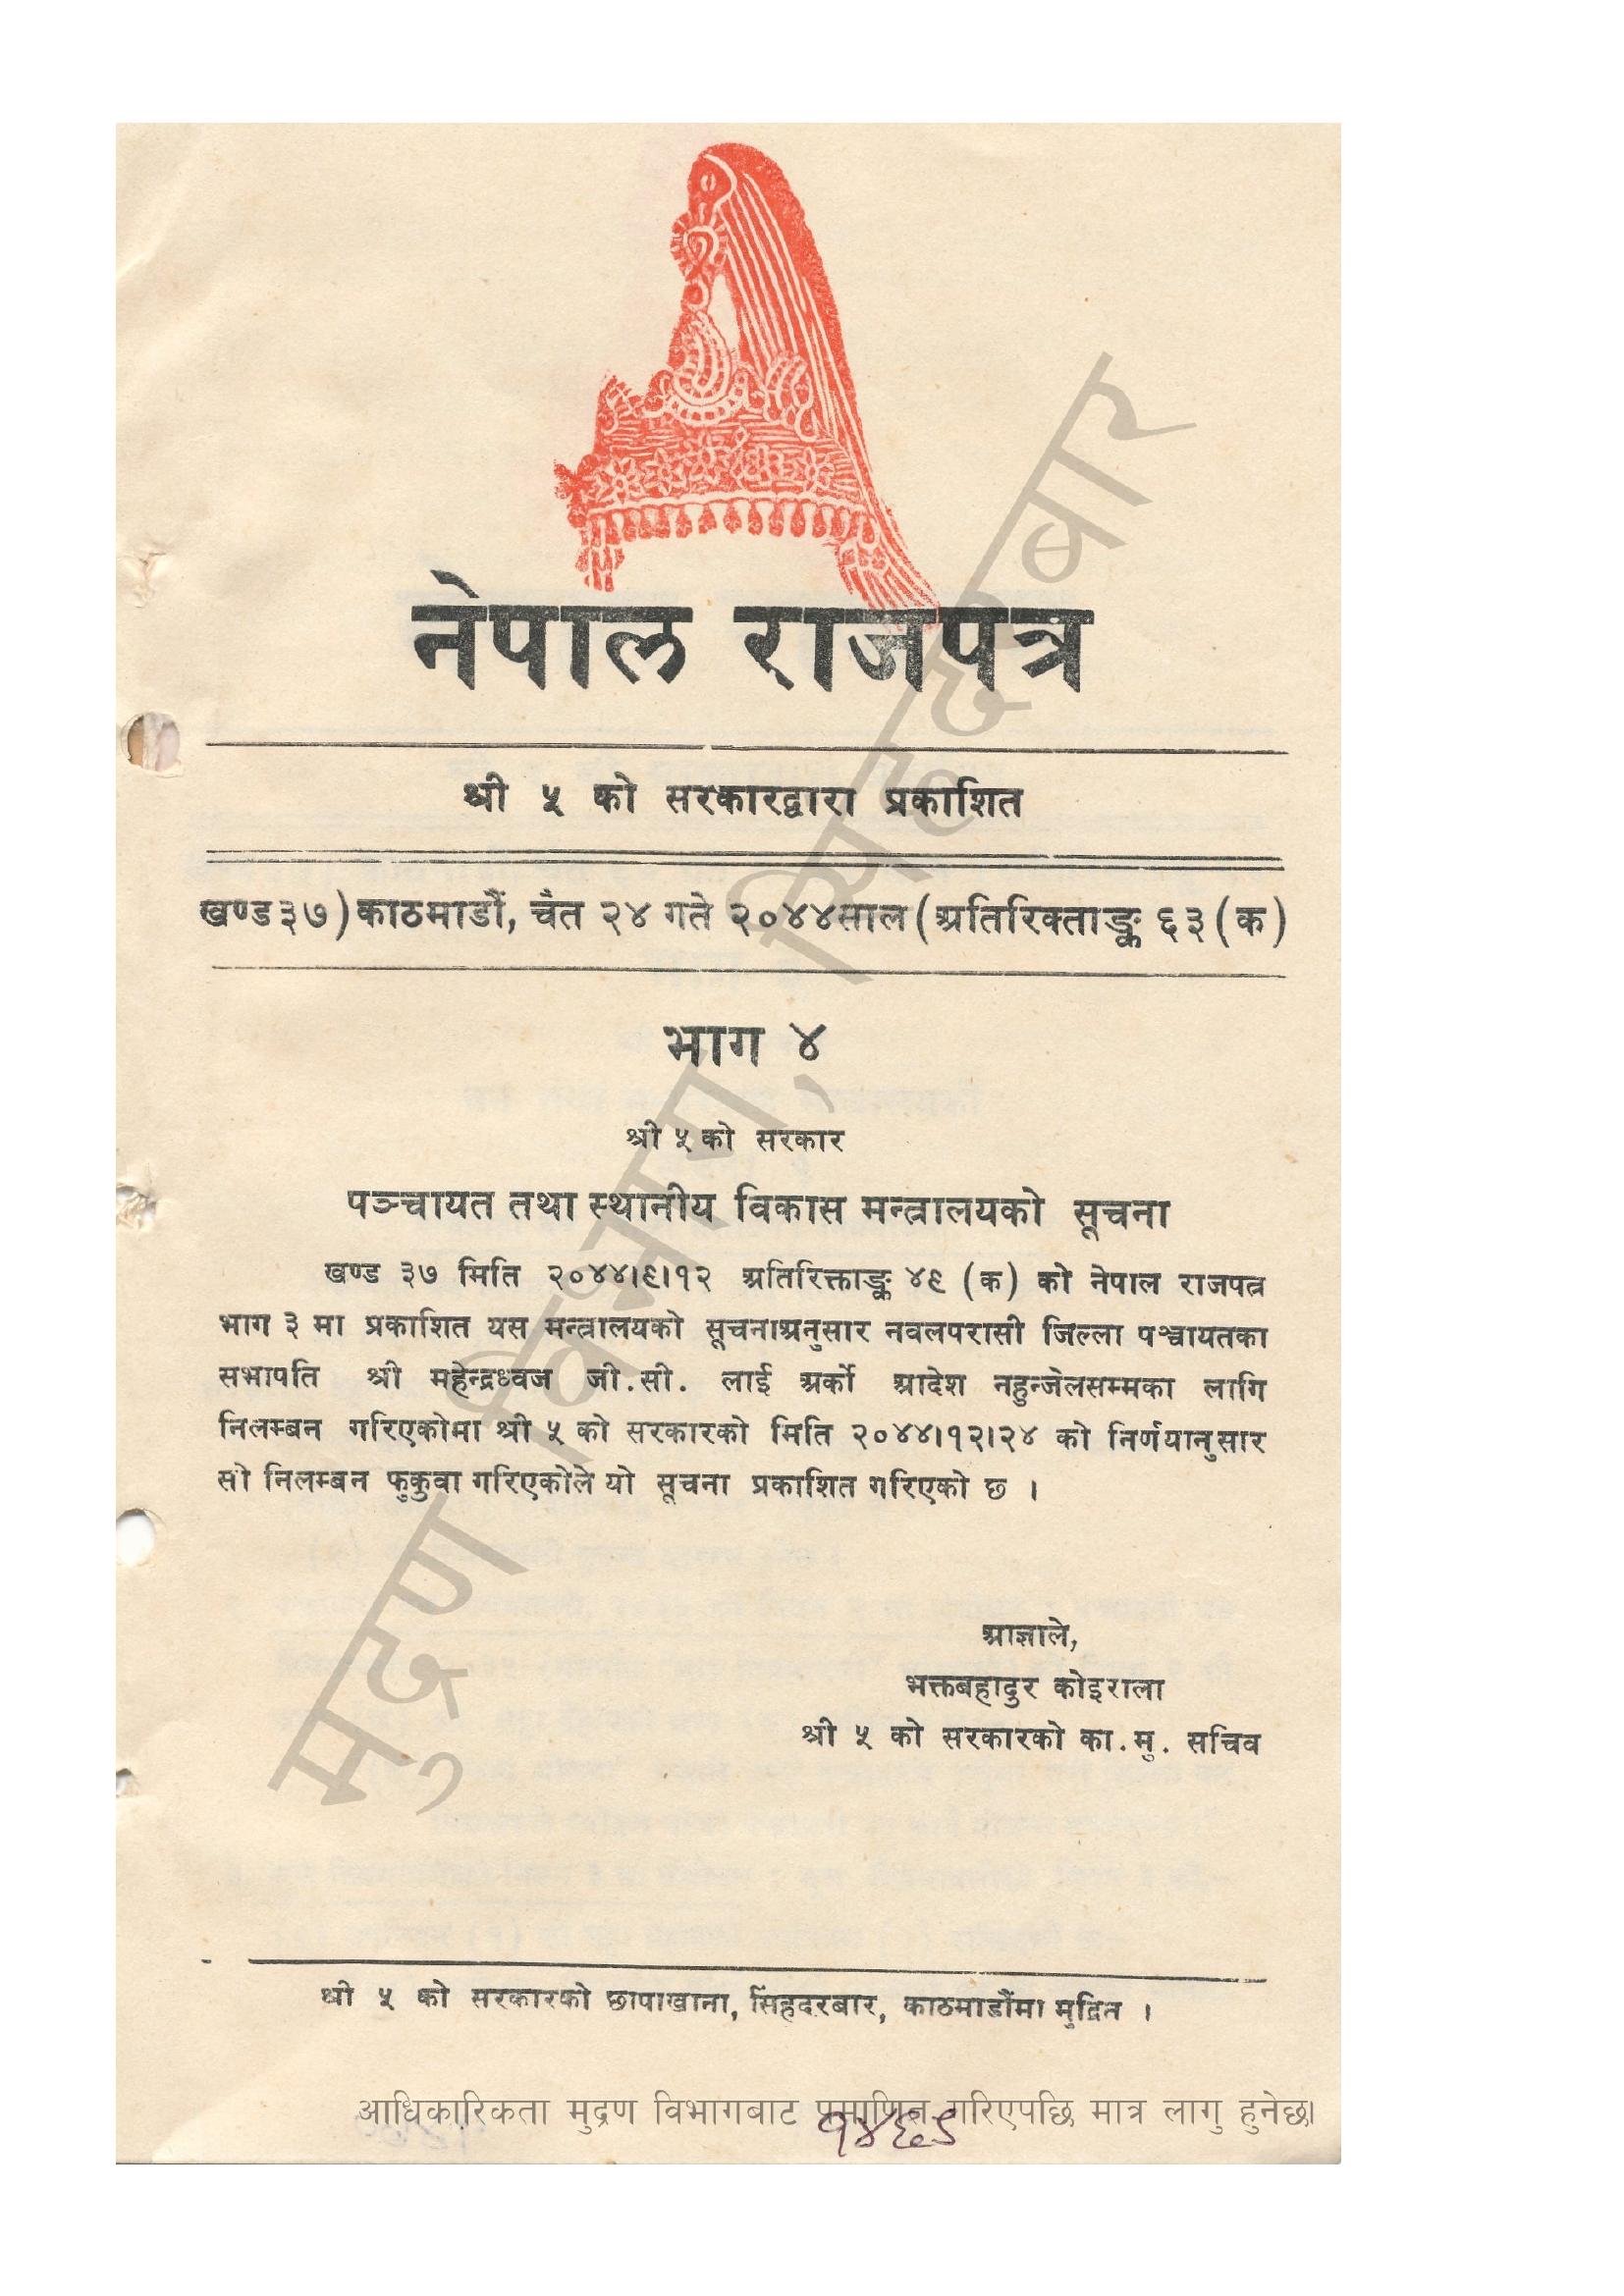 नेपाल राजपत्र
श्री ५ को सरकारद्वारा प्रकाशित
खण्ड ३७) काठमाडौं, चैत २४ गते २०४४ साल (अतिरिक्ताङ्क ६३ (क)
भाग ४
श्री ५ को सरकार
पञ्चायत तथा स्थानीय विकास मन्त्रालयको सूचना
खण्ड ३७ मिति २०४४।९।१२ अतिरिक्ताङ्क ४९ (क) को नेपाल राजपत्र
भाग ३ मा प्रकाशित यस मन्त्रालयको सूचनाअनुसार नवलपरासी जिल्ला पञ्चायतका
सभापति श्री महेन्द्रध्वज जी.सी. लाई अर्को आदेश नहुन्जेलसम्मका लागि
निलम्बन गरिएकोमा श्री ५ को सरकारको मिति २०४४।१२।२४ को निर्णयानुसार
सो निलम्बन फुकुवा गरिएकोले यो सूचना प्रकाशित गरिएको छ ।
आज्ञाले,
भक्तबहादुर कोइराला
श्री ५ को सरकारको का.मु. सचिव
श्री ५ को सरकारको छापाखाना, सिंहदरबार, काठमाडौंमा मुद्रित ।
आधिकारिकता मुद्रण विभागबाट प्रमाणित गरिएपछि मात्र लागु हुनेछ।
मुद्रण विभाग, सिंहदरबार